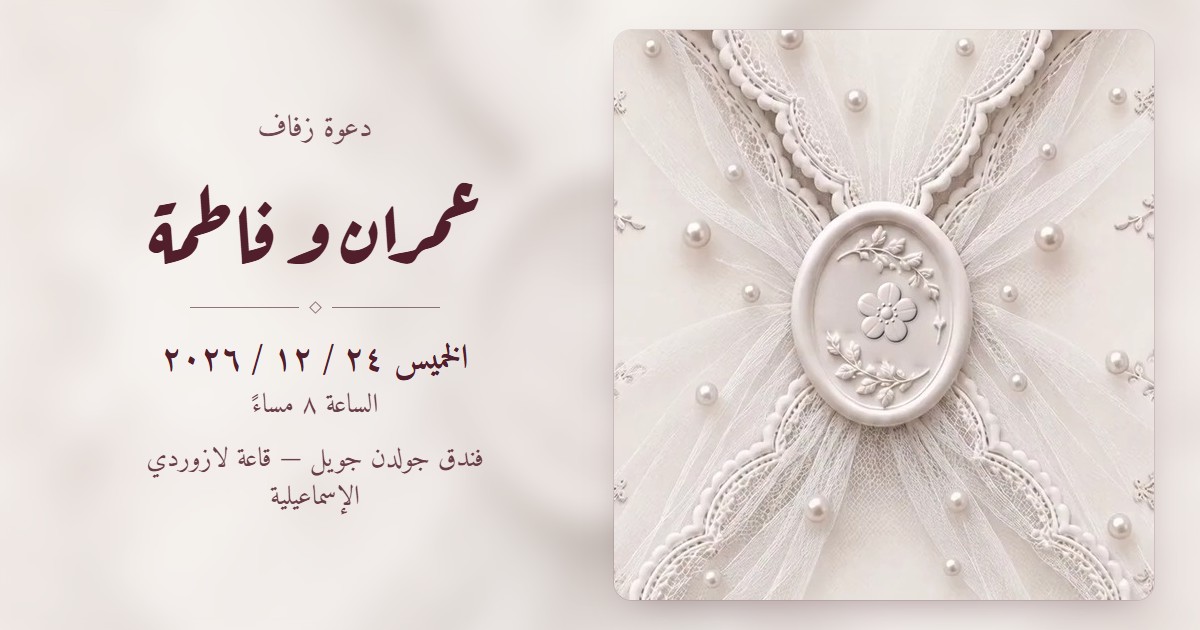 دعوة زفاف
عمران و فاطمة
الخميس ٢٤ / ١٢ / ٢٠٢٦
الساعة ٨ مساءً
فندق جولدن جويل — قاعة لازوردي
الإسماعيلية